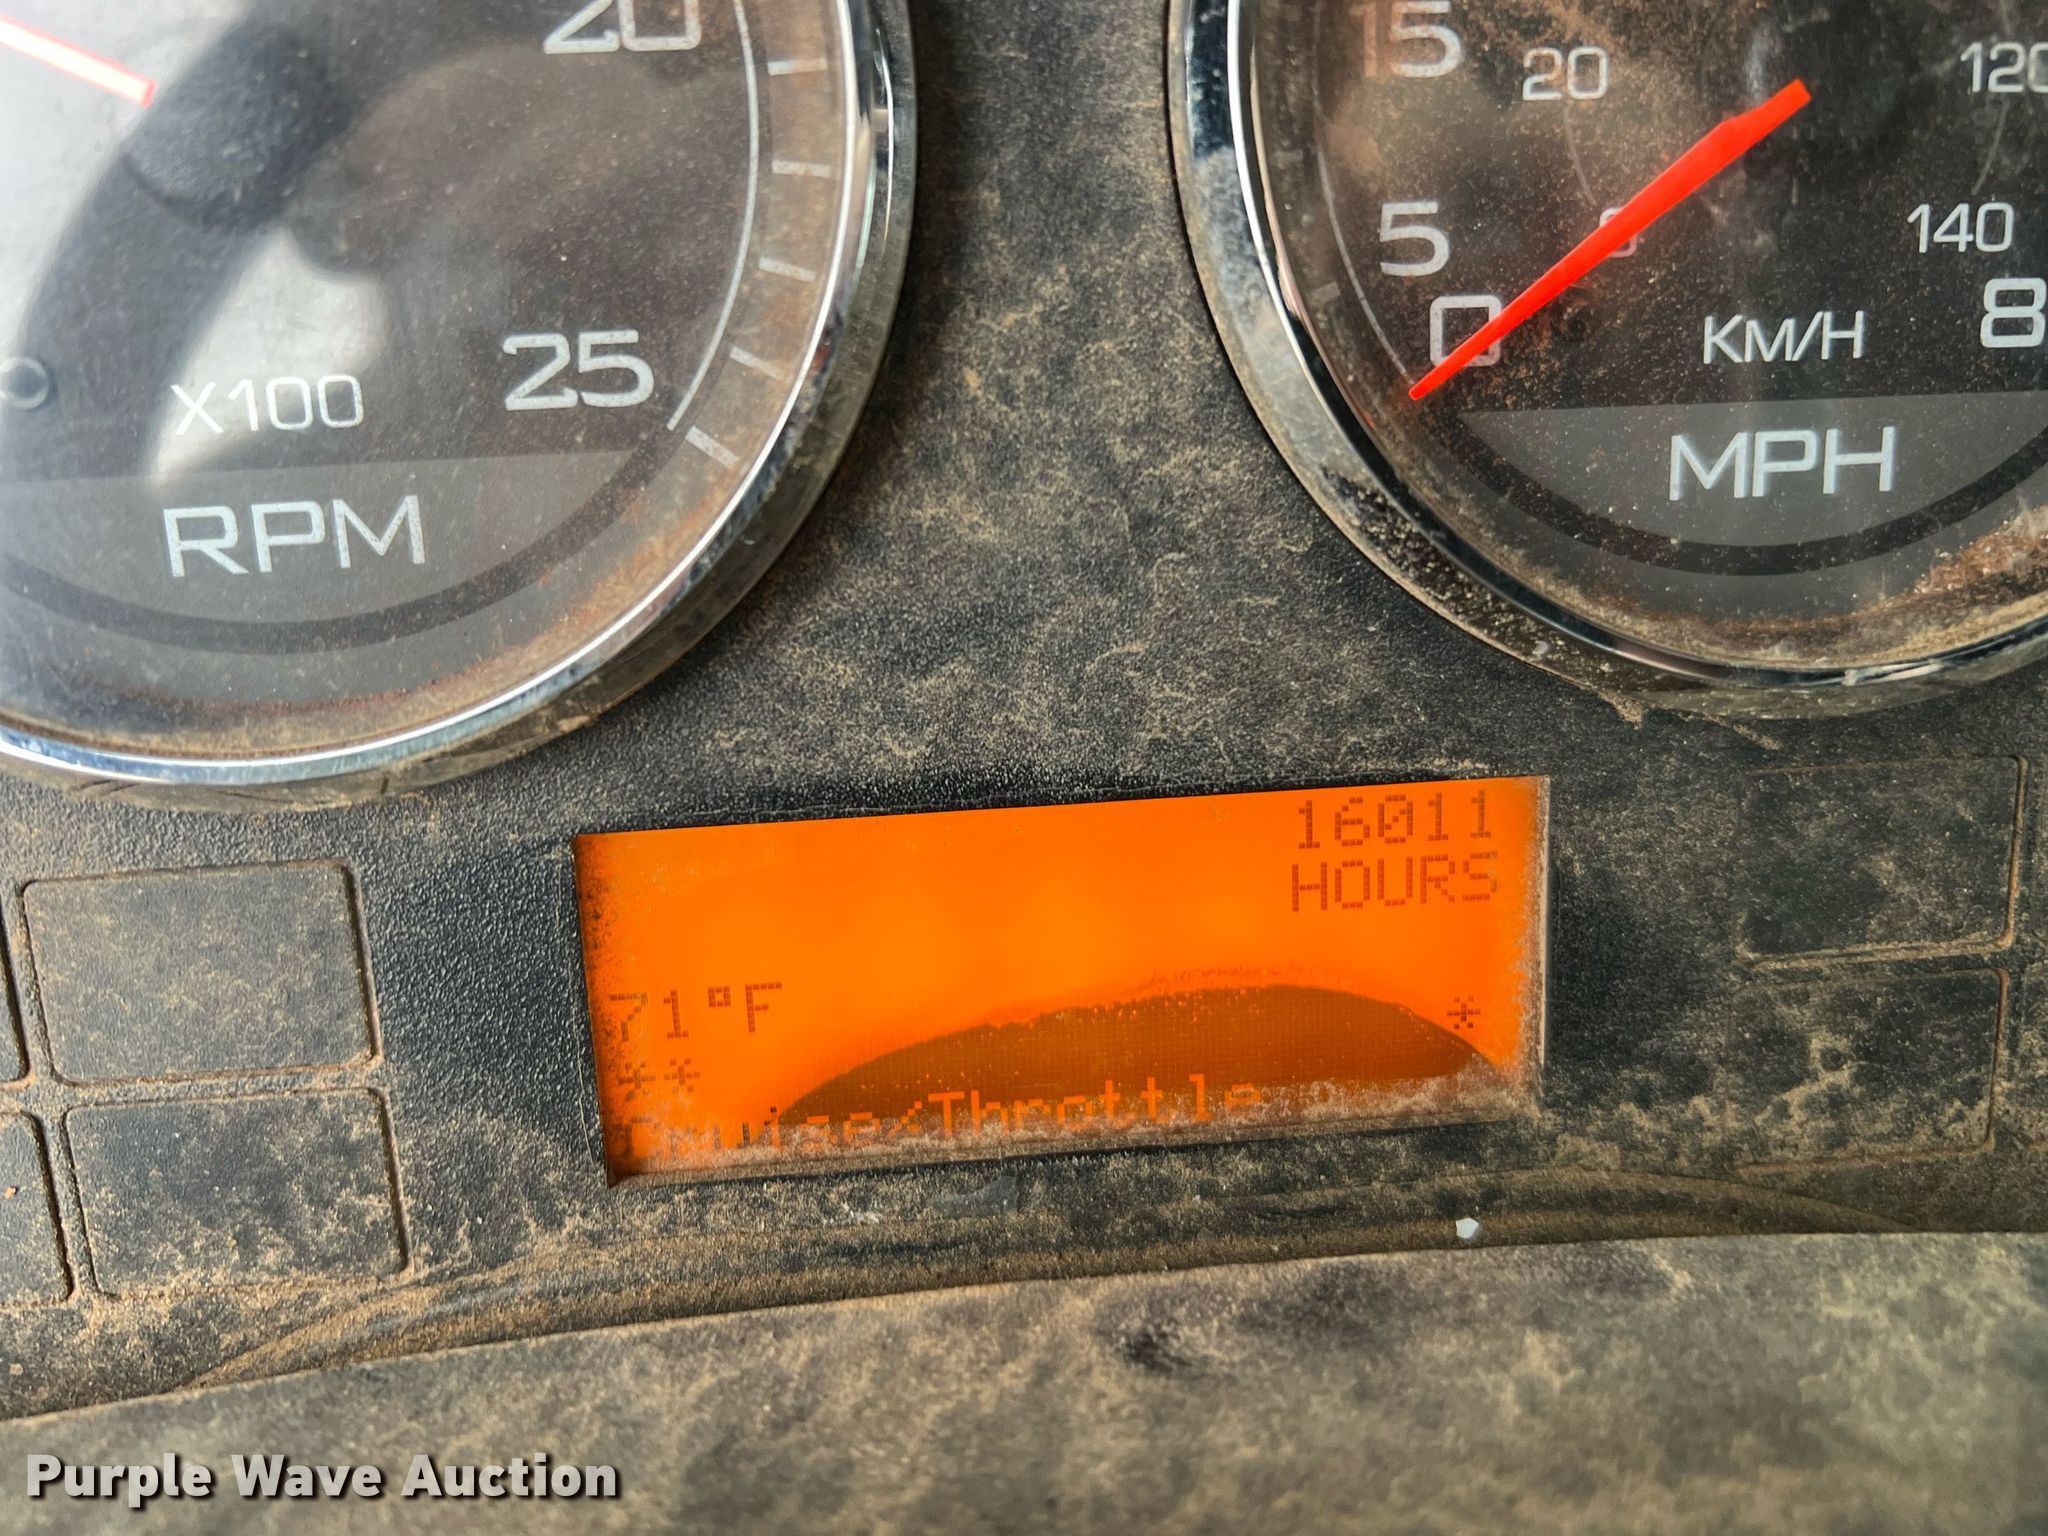 20
25
X100
RPM
15
5
0
20
0
120
140
8
KM/H
MPH
16011
HOURS
71°F
**
*
Cruise/Throttle
Purple Wave Auction